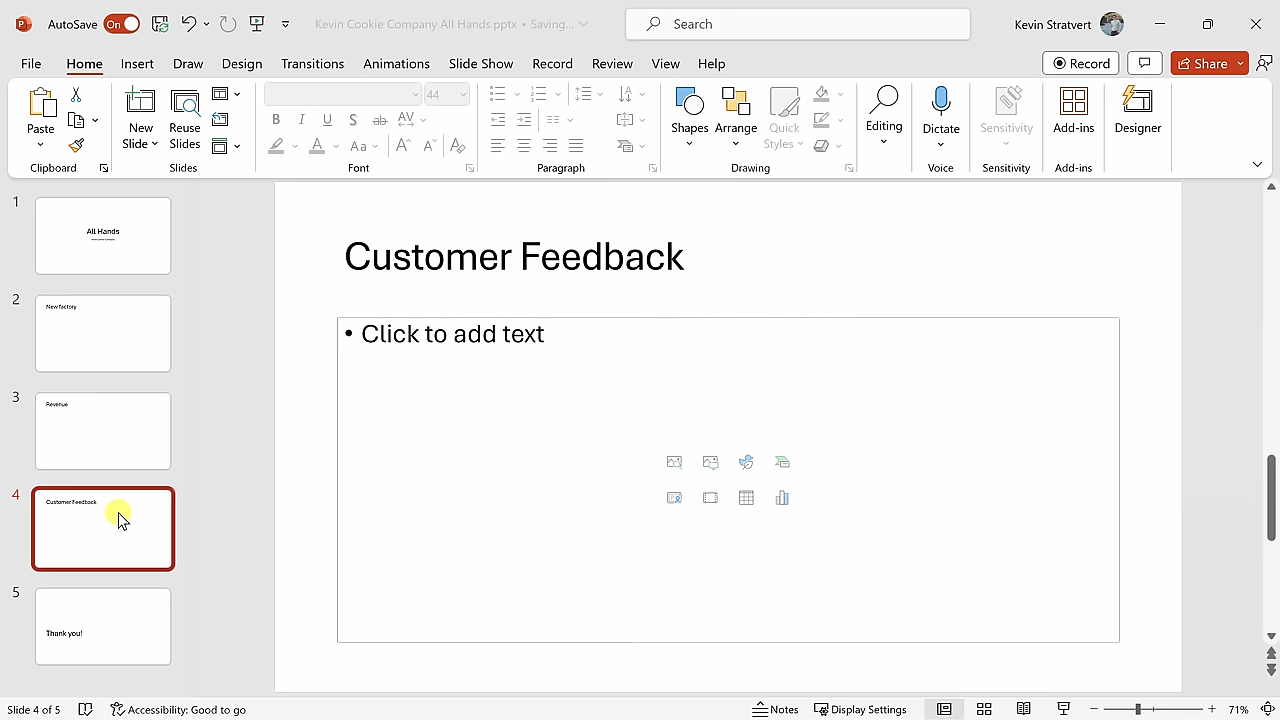 AutoSave On Kevin Cookie Company All Hands.pptx • Saving... Search Kevin Stratvert
File Home Insert Draw Design Transitions Animations Slide Show Record Review View Help Record Share
Paste New Slide Reuse Slides 44 Shapes Arrange Quick Styles Editing Dictate Sensitivity Add-ins Designer
B I U S ab AV
A Aa A A A
Clipboard Slides Font Paragraph Drawing Voice Sensitivity Add-ins
1
All Hands
2
New factory
3
Revenue
4
Customer Feedback
5
Thank you!
Customer Feedback
• Click to add text
Slide 4 of 5 Accessibility: Good to go Notes Display Settings 71%